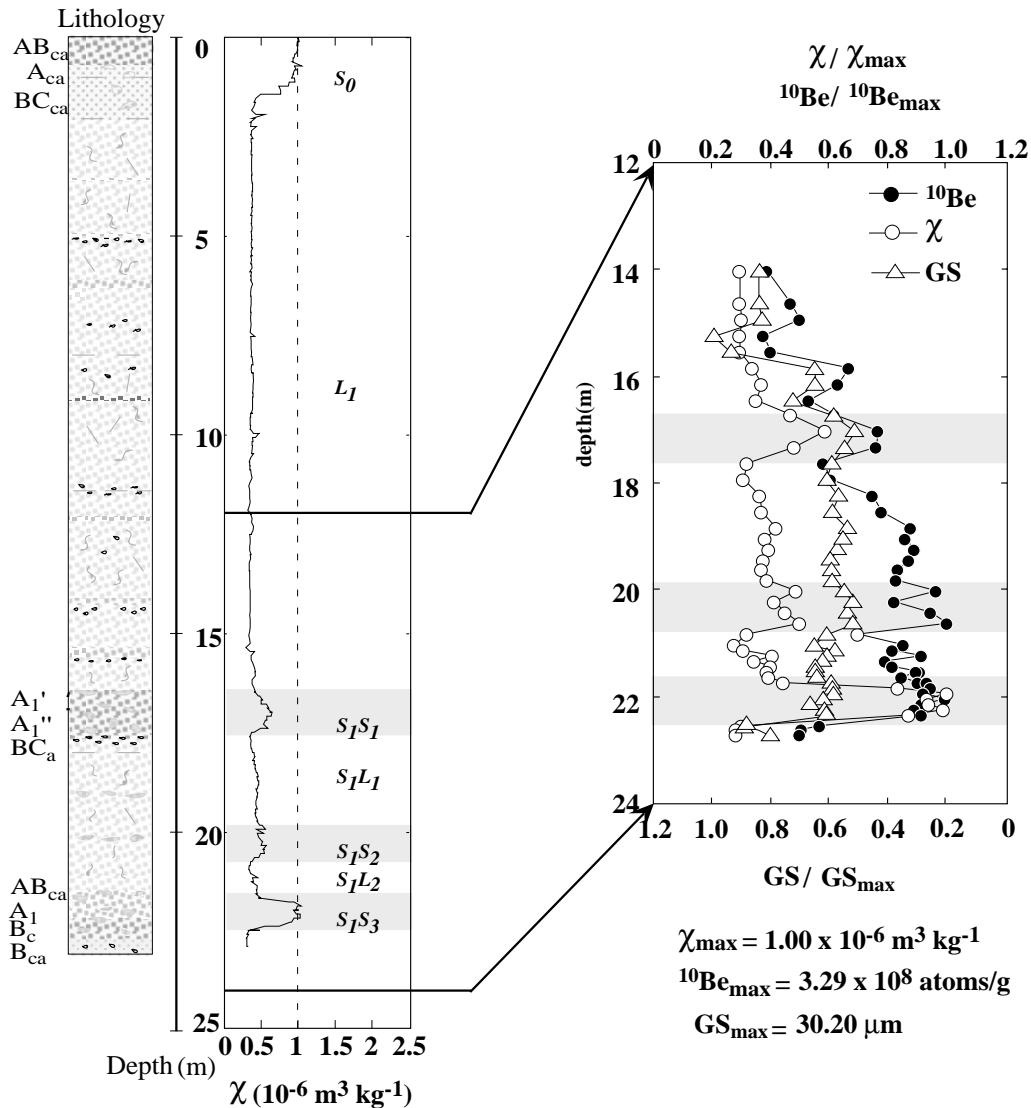 Lithology
AB_ca
A_ca
BC_ca
A_1'
A_1''
BC_a
AB_ca
A_1
B_c
B_ca
0
5
10
15
20
25
Depth (m)
S_0
L_1
S_1S_1
S_1L_1
S_1S_2
S_1L_2
S_1S_3
0 0.5 1 1.5 2 2.5
χ (10^-6 m^3 kg^-1)
χ / χ_max
^10Be / ^10Be_max
0 0.2 0.4 0.6 0.8 1.0 1.2
12
14
16
18
20
22
24
depth(m)
^10Be
χ
GS
1.2 1.0 0.8 0.6 0.4 0.2 0
GS / GS_max
χ_max = 1.00 x 10^-6 m^3 kg^-1
^10Be_max = 3.29 x 10^8 atoms/g
GS_max = 30.20 μm